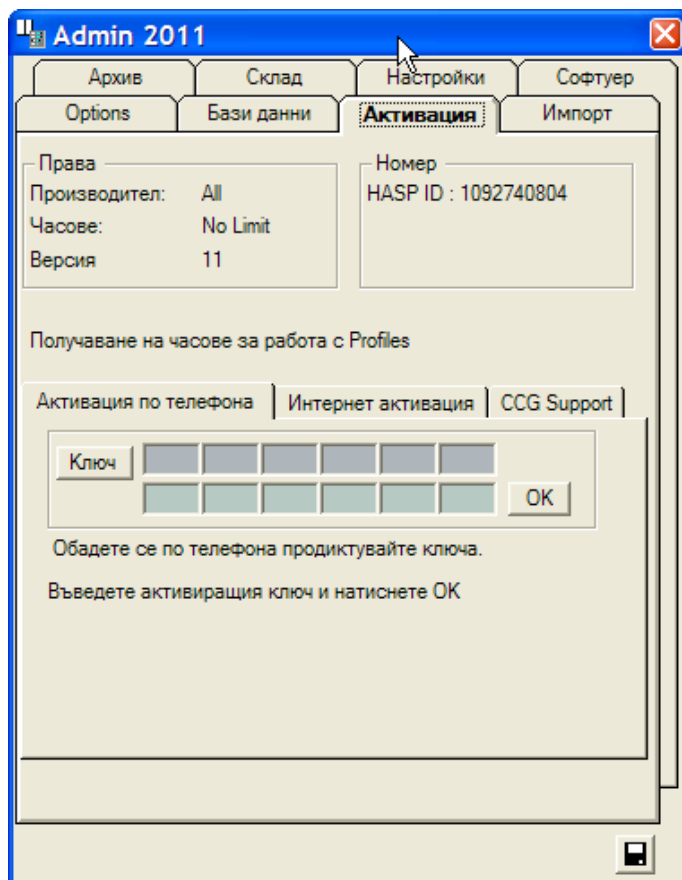 Admin 2011
Архив Склад Настройки Софтуер
Options Бази данни Активация Импорт
Права
Производител: All
Часове: No Limit
Версия 11
Номер
HASP ID : 1092740804
Получаване на часове за работа с Profiles
Активация по телефона Интернет активация CCG Support
Ключ
OK
Обадете се по телефона продиктувайте ключа.
Въведете активиращия ключ и натиснете OK